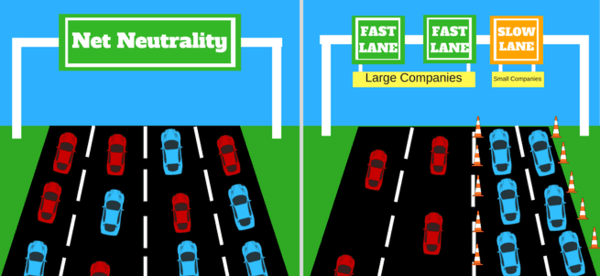 Net Neutrality
FAST
LANE
FAST
LANE
SLOW
LANE
Large Companies
Small Companies